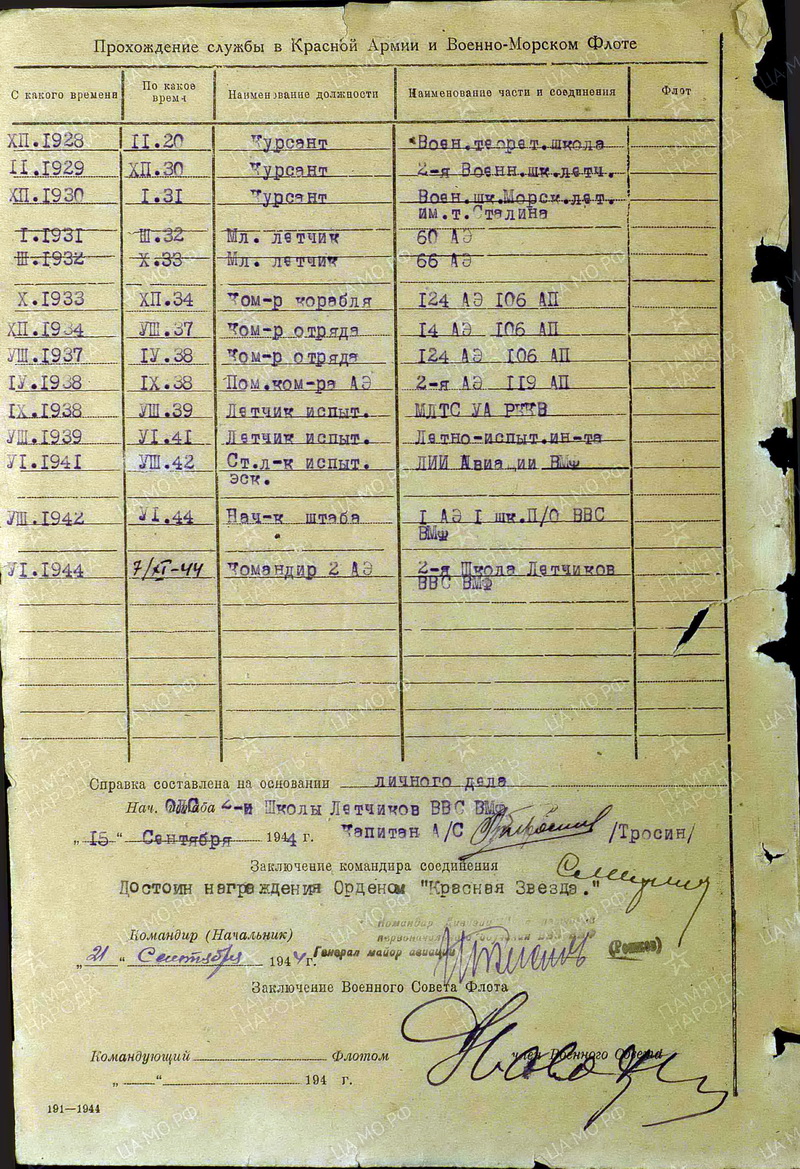 Прохождение службы в Красной Армии и Военно-Морском Флоте
С какого времени По какое время Наименование должности Наименование части и соединения Флот
ХП.1928 II.20 Курсант Воен.теорет.школа
II.1929 ХП.30 Курсант 2-я Военн.шк.летч.
ХП.1930 I.31 Курсант Воен.шк.Морск.лет.
им.т.Сталина
I.1931 Ш.32 Мл. летчик 60 АЭ
Ш.1932 Х.33 Мл. летчик 66 АЭ
Х.1933 ХП.34 Ком-р корабля 124 АЭ 106 АП
ХП.1934 УШ.37 Ком-р отряда 14 АЭ 106 АП
УШ.1937 IУ.38 Ком-р отряда 124 АЭ 106 АП
IУ.1938 IX.38 Пом.ком-ра АЭ 2-я АЭ 119 АП
IX.1938 УШ.39 Летчик испыт. МЛТС УА РККВ
УШ.1939 УI.41 Летчик испыт. Летно-испыт.ин-та
УI.1941 УШ.42 Ст.л-к испыт. ЛИИ Авиации ВМФ
эск.
УШ.1942 УI.44 Нач-к штаба I АЭ I шк.П/О ВВС
ВМФ
УI.1944 7/XI-44 Командир 2 АЭ 2-я Школа Летчиков
ВВС ВМФ
Справка составлена на основании личного дела
Нач. 2-й Школы Летчиков ВВС ВМФ
„15“ Сентября 1944 г. Капитан А/С /Тросин/
Заключение командира соединения
Достоин награждения Орденом "Красная Звезда."
Командир (Начальник)
„21“ Сентября 1944 г. Генерал майор авиации
Заключение Военного Совета Флота
Командующий Флотом член Военного Совета
„ “ 194 г.
191—1944
ЦА МО РФ
ПАМЯТЬ
НАРОДА